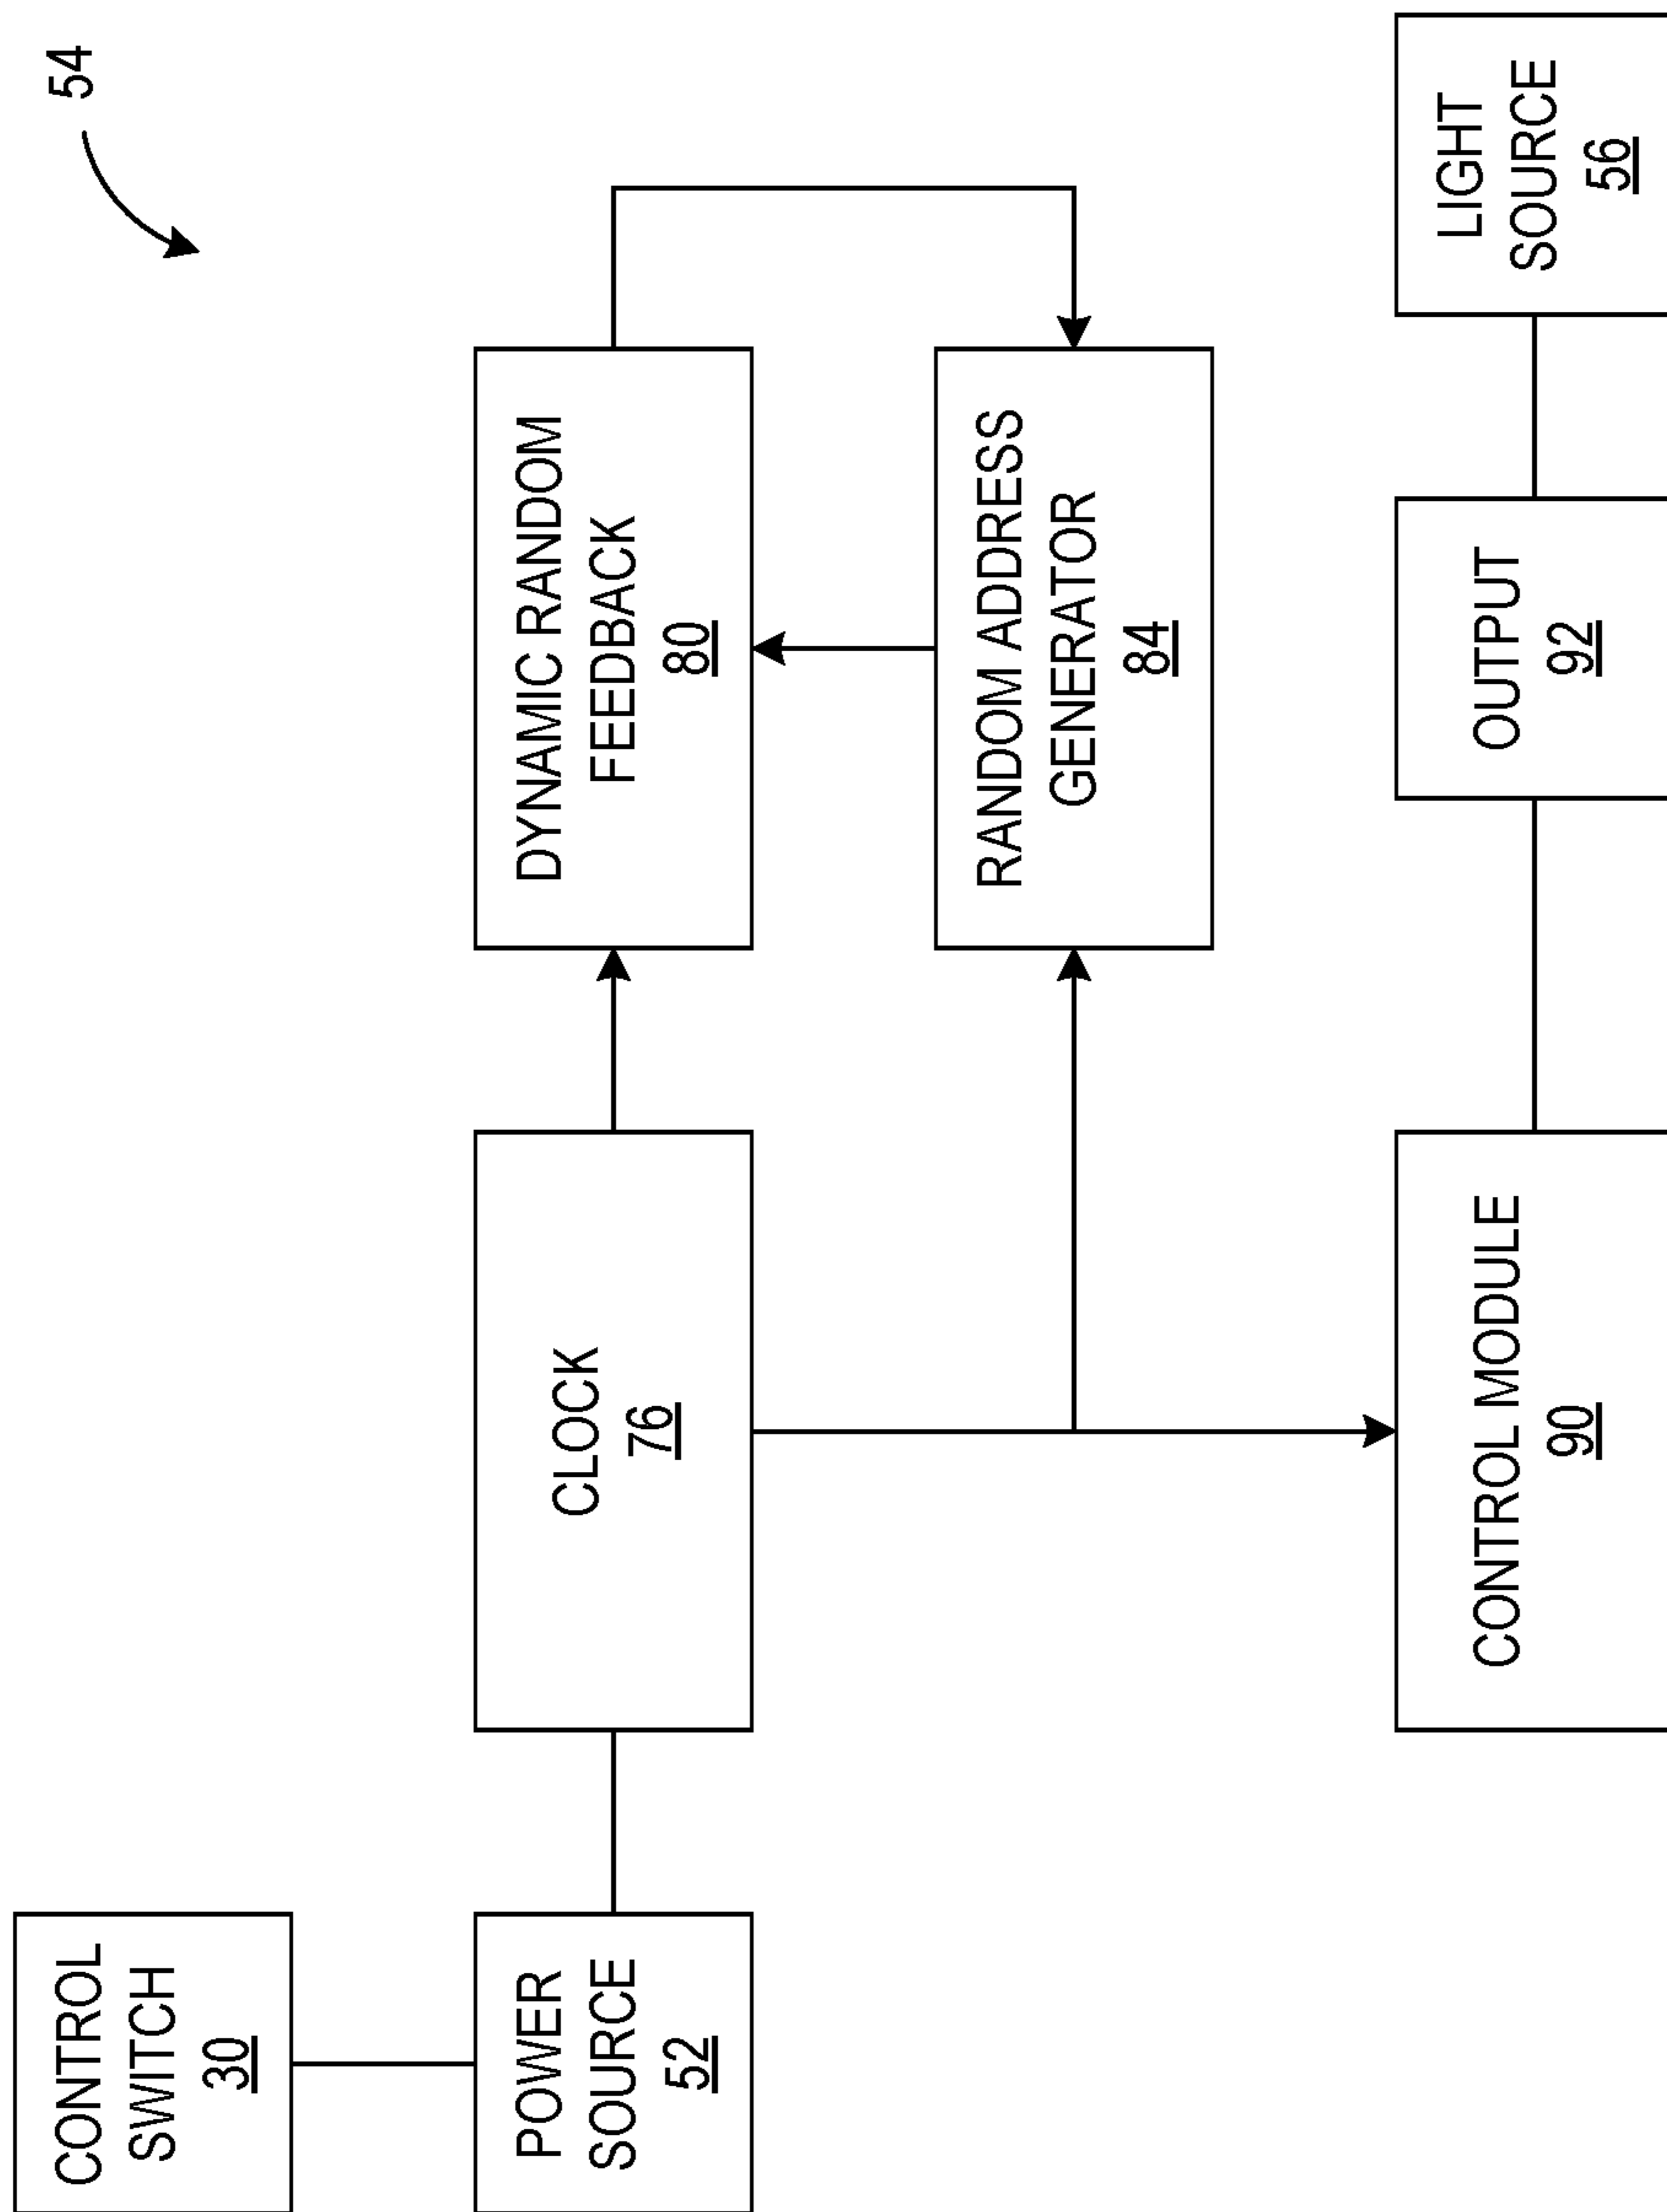 54
CONTROL
SWITCH
30
POWER
SOURCE
52
CLOCK
76
DYNAMIC RANDOM
FEEDBACK
80
RANDOM ADDRESS
GENERATOR
84
CONTROL MODULE
90
OUTPUT
92
LIGHT
SOURCE
56